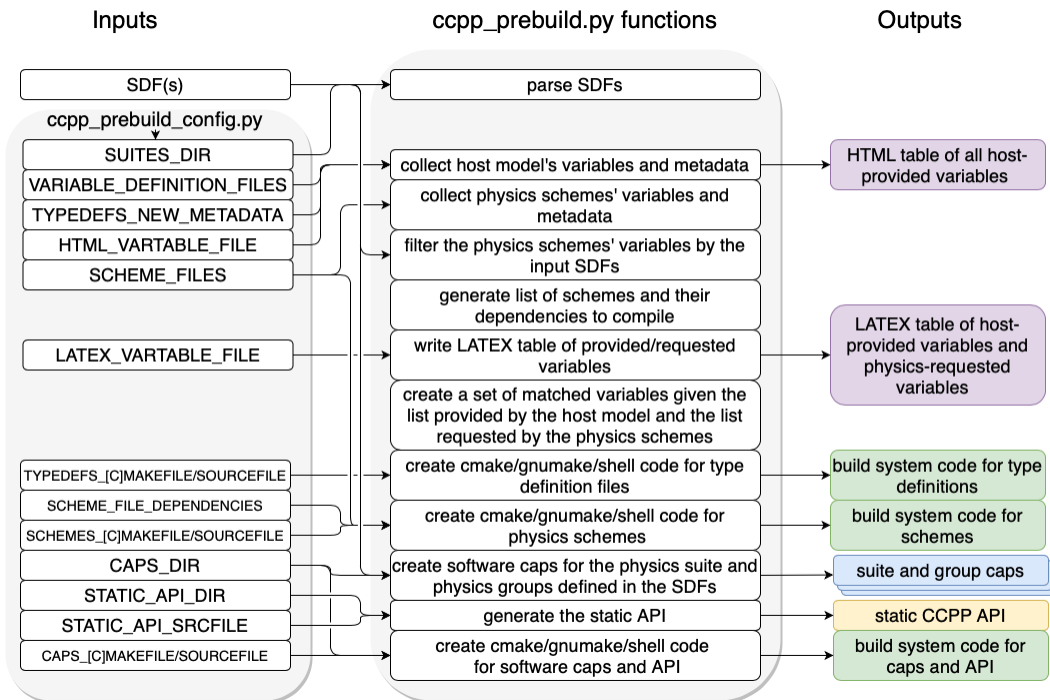 Inputs
ccpp_prebuild.py functions
Outputs
SDF(s)
ccpp_prebuild_config.py
SUITES_DIR
VARIABLE_DEFINITION_FILES
TYPEDEFS_NEW_METADATA
HTML_VARTABLE_FILE
SCHEME_FILES
LATEX_VARTABLE_FILE
TYPEDEFS_[C]MAKEFILE/SOURCEFILE
SCHEME_FILE_DEPENDENCIES
SCHEMES_[C]MAKEFILE/SOURCEFILE
CAPS_DIR
STATIC_API_DIR
STATIC_API_SRCFILE
CAPS_[C]MAKEFILE/SOURCEFILE
parse SDFs
collect host model's variables and metadata
collect physics schemes' variables and
metadata
filter the physics schemes' variables by the
input SDFs
generate list of schemes and their
dependencies to compile
write LATEX table of provided/requested
variables
create a set of matched variables given the
list provided by the host model and the list
requested by the physics schemes
create cmake/gnumake/shell code for type
definition files
create cmake/gnumake/shell code for
physics schemes
create software caps for the physics suite and
physics groups defined in the SDFs
generate the static API
create cmake/gnumake/shell code
for software caps and API
HTML table of all host-
provided variables
LATEX table of host-
provided variables and
physics-requested
variables
build system code for type
definitions
build system code for
schemes
suite and group caps
static CCPP API
build system code for
caps and API